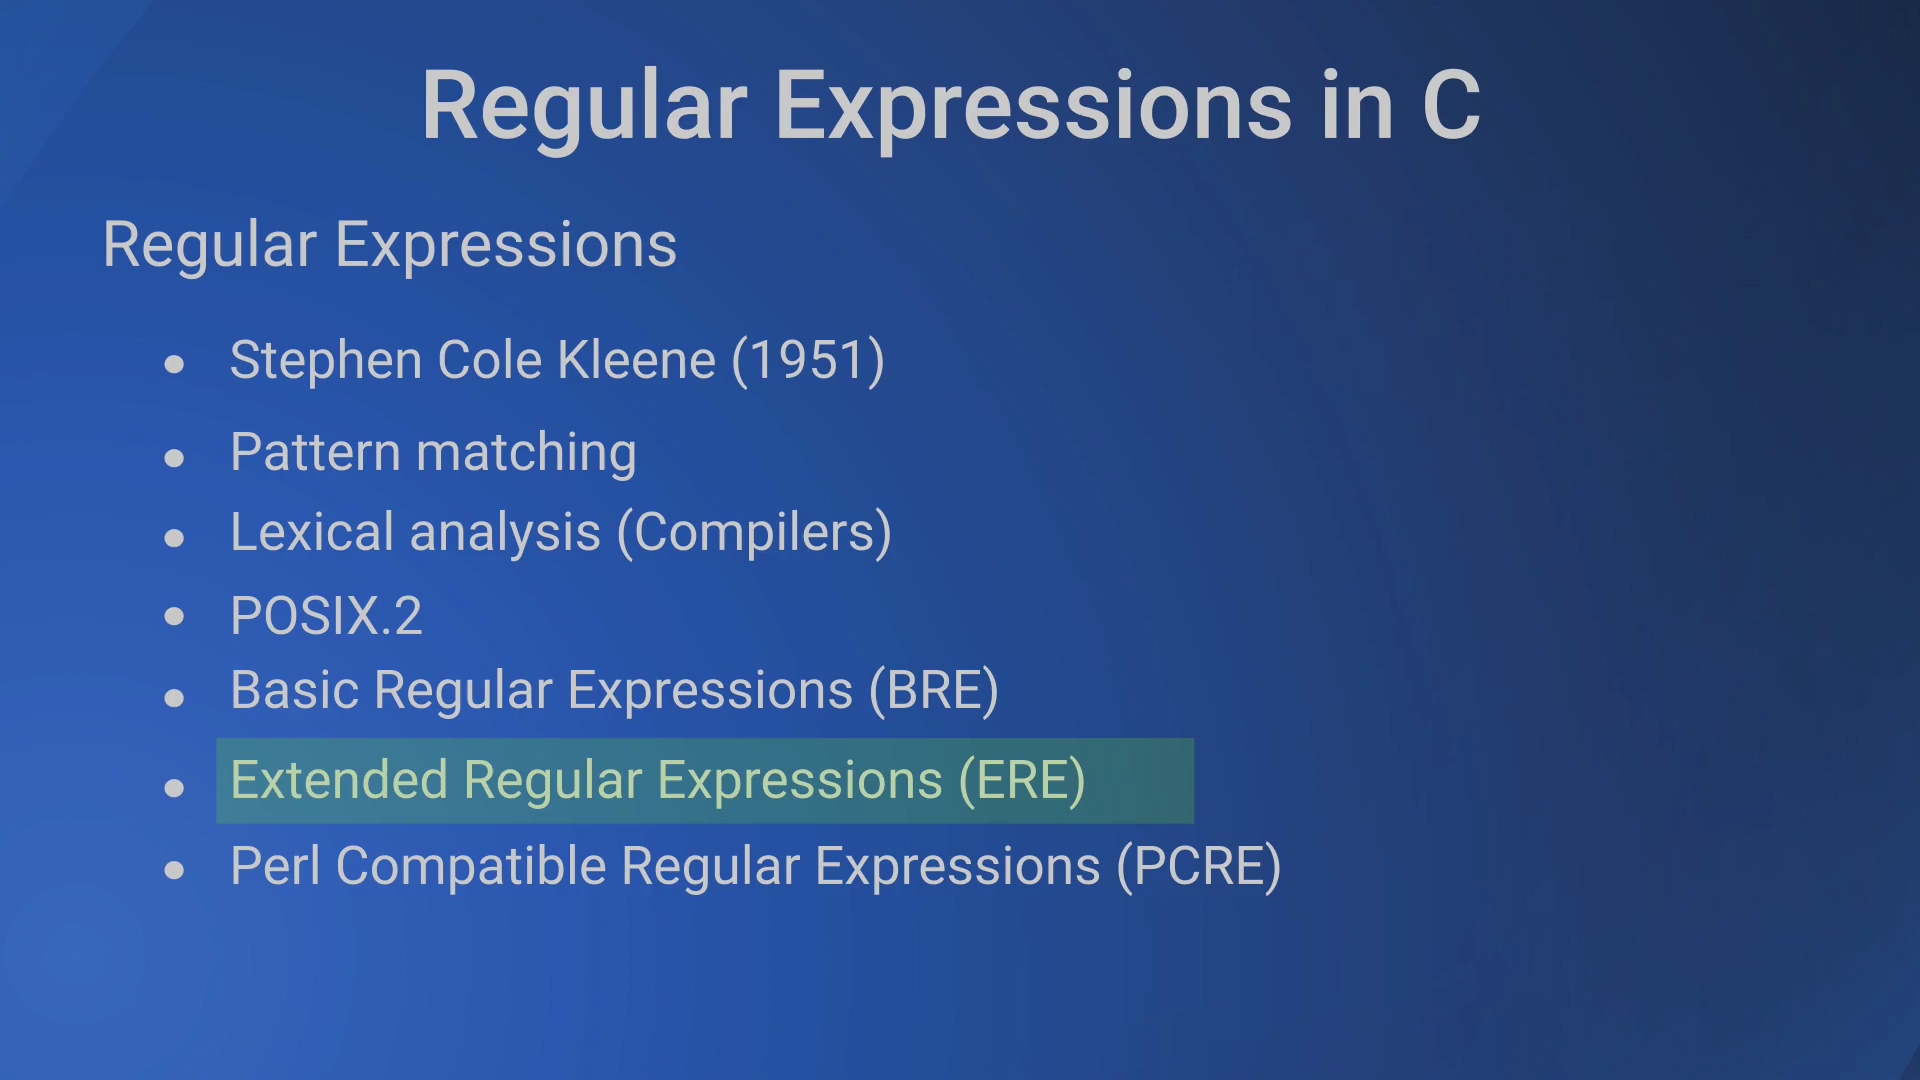 Regular Expressions in C
Regular Expressions
● Stephen Cole Kleene (1951)
● Pattern matching
● Lexical analysis (Compilers)
● POSIX.2
● Basic Regular Expressions (BRE)
● Extended Regular Expressions (ERE)
● Perl Compatible Regular Expressions (PCRE)